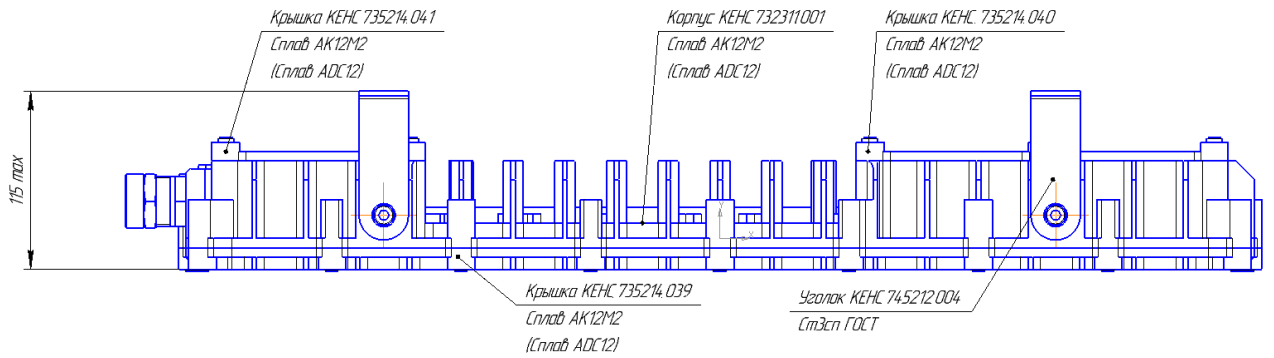 Крышка КЕНС 735214.041
Сплав АК12М2
(Сплав ADC12)
Корпус КЕНС 732311.001
Сплав АК12М2
(Сплав ADC12)
Крышка КЕНС. 735214.040
Сплав АК12М2
(Сплав ADC12)
115 max
Y
X
Крышка КЕНС 735214.039
Сплав АК12М2
(Сплав ADC12)
Уголок КЕНС 745212.004
Ст3сп ГОСТ